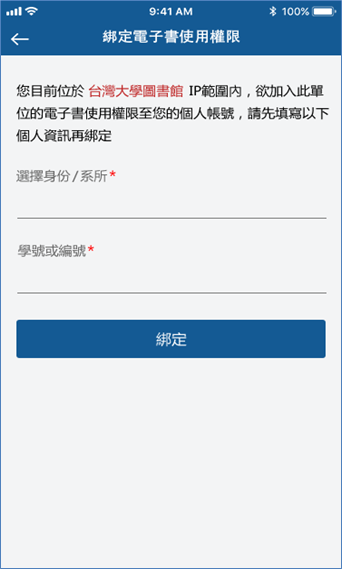 9:41 AM 100%
綁定電子書使用權限
您目前位於 台灣大學圖書館 IP範圍內，欲加入此單
位的電子書使用權限至您的個人帳號，請先填寫以下
個人資訊再綁定
選擇身份/系所*
學號或編號*
綁定